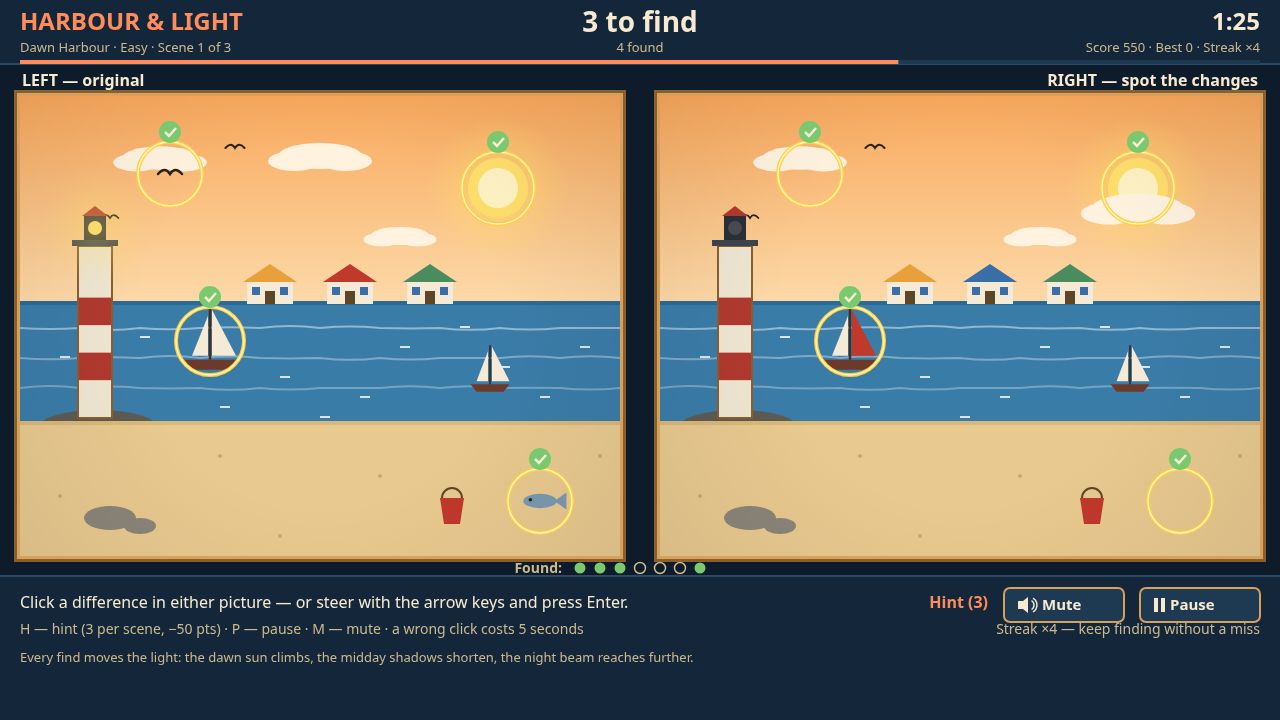 HARBOUR & LIGHT
3 to find
1:25
Dawn Harbour · Easy · Scene 1 of 3
4 found
Score 550 · Best 0 · Streak ×4
LEFT — original
RIGHT — spot the changes
Found:
Click a difference in either picture — or steer with the arrow keys and press Enter.
Hint (3)
Mute
Pause
H — hint (3 per scene, −50 pts) · P — pause · M — mute · a wrong click costs 5 seconds
Streak ×4 — keep finding without a miss
Every find moves the light: the dawn sun climbs, the midday shadows shorten, the night beam reaches further.